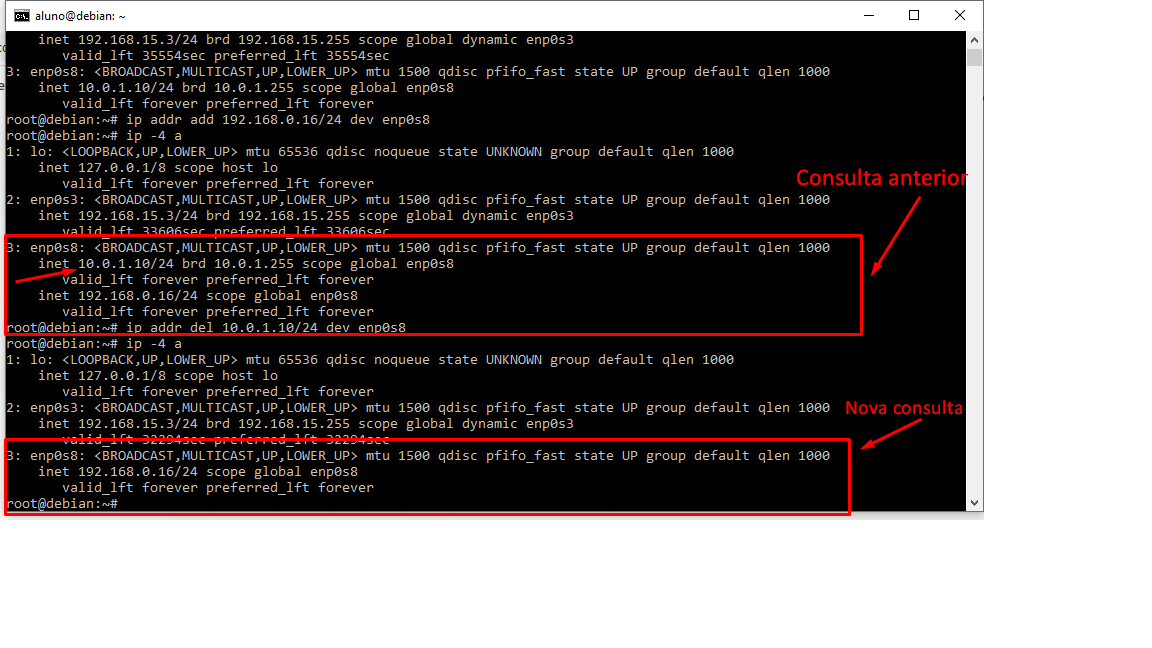 aluno@debian: ~
inet 192.168.15.3/24 brd 192.168.15.255 scope global dynamic enp0s3
valid_lft 35554sec preferred_lft 35554sec
3: enp0s8: <BROADCAST,MULTICAST,UP,LOWER_UP> mtu 1500 qdisc pfifo_fast state UP group default qlen 1000
inet 10.0.1.10/24 brd 10.0.1.255 scope global enp0s8
valid_lft forever preferred_lft forever
root@debian:~# ip addr add 192.168.0.16/24 dev enp0s8
root@debian:~# ip -4 a
1: lo: <LOOPBACK,UP,LOWER_UP> mtu 65536 qdisc noqueue state UNKNOWN group default qlen 1000
inet 127.0.0.1/8 scope host lo
valid_lft forever preferred_lft forever
Consulta anterior
2: enp0s3: <BROADCAST,MULTICAST,UP,LOWER_UP> mtu 1500 qdisc pfifo_fast state UP group default qlen 1000
inet 192.168.15.3/24 brd 192.168.15.255 scope global dynamic enp0s3
valid_lft 33606sec preferred_lft 33606sec
3: enp0s8: <BROADCAST,MULTICAST,UP,LOWER_UP> mtu 1500 qdisc pfifo_fast state UP group default qlen 1000
inet 10.0.1.10/24 brd 10.0.1.255 scope global enp0s8
valid_lft forever preferred_lft forever
inet 192.168.0.16/24 scope global enp0s8
valid_lft forever preferred_lft forever
root@debian:~# ip addr del 10.0.1.10/24 dev enp0s8
root@debian:~# ip -4 a
1: lo: <LOOPBACK,UP,LOWER_UP> mtu 65536 qdisc noqueue state UNKNOWN group default qlen 1000
inet 127.0.0.1/8 scope host lo
valid_lft forever preferred_lft forever
2: enp0s3: <BROADCAST,MULTICAST,UP,LOWER_UP> mtu 1500 qdisc pfifo_fast state UP group default qlen 1000
Nova consulta
inet 192.168.15.3/24 brd 192.168.15.255 scope global dynamic enp0s3
valid_lft 32294sec preferred_lft 32294sec
3: enp0s8: <BROADCAST,MULTICAST,UP,LOWER_UP> mtu 1500 qdisc pfifo_fast state UP group default qlen 1000
inet 192.168.0.16/24 scope global enp0s8
valid_lft forever preferred_lft forever
root@debian:~#